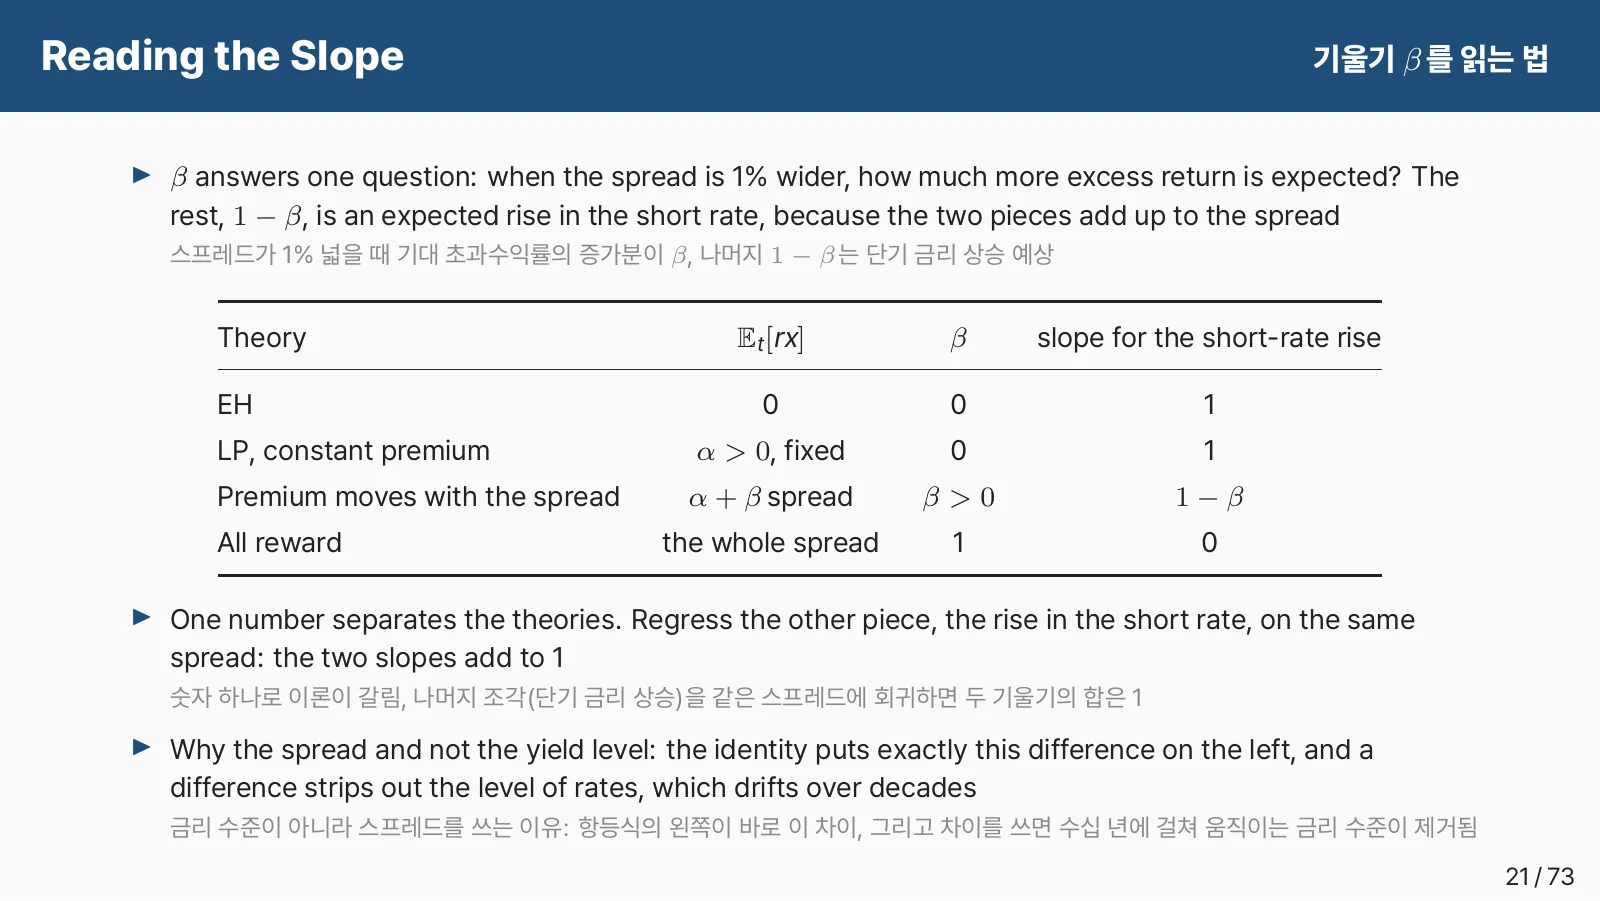 Reading the Slope
기울기 β를 읽는 법
▶ β answers one question: when the spread is 1% wider, how much more excess return is expected? The
rest, 1 − β, is an expected rise in the short rate, because the two pieces add up to the spread
스프레드가 1% 넓을 때 기대 초과수익률의 증가분이 β, 나머지 1 − β는 단기 금리 상승 예상
Theory 𝔼t[rx] β slope for the short-rate rise
EH 0 0 1
LP, constant premium α > 0, fixed 0 1
Premium moves with the spread α + β spread β > 0 1 − β
All reward the whole spread 1 0
▶ One number separates the theories. Regress the other piece, the rise in the short rate, on the same
spread: the two slopes add to 1
숫자 하나로 이론이 갈림, 나머지 조각(단기 금리 상승)을 같은 스프레드에 회귀하면 두 기울기의 합은 1
▶ Why the spread and not the yield level: the identity puts exactly this difference on the left, and a
difference strips out the level of rates, which drifts over decades
금리 수준이 아니라 스프레드를 쓰는 이유: 항등식의 왼쪽이 바로 이 차이, 그리고 차이를 쓰면 수십 년에 걸쳐 움직이는 금리 수준이 제거됨
21 / 73